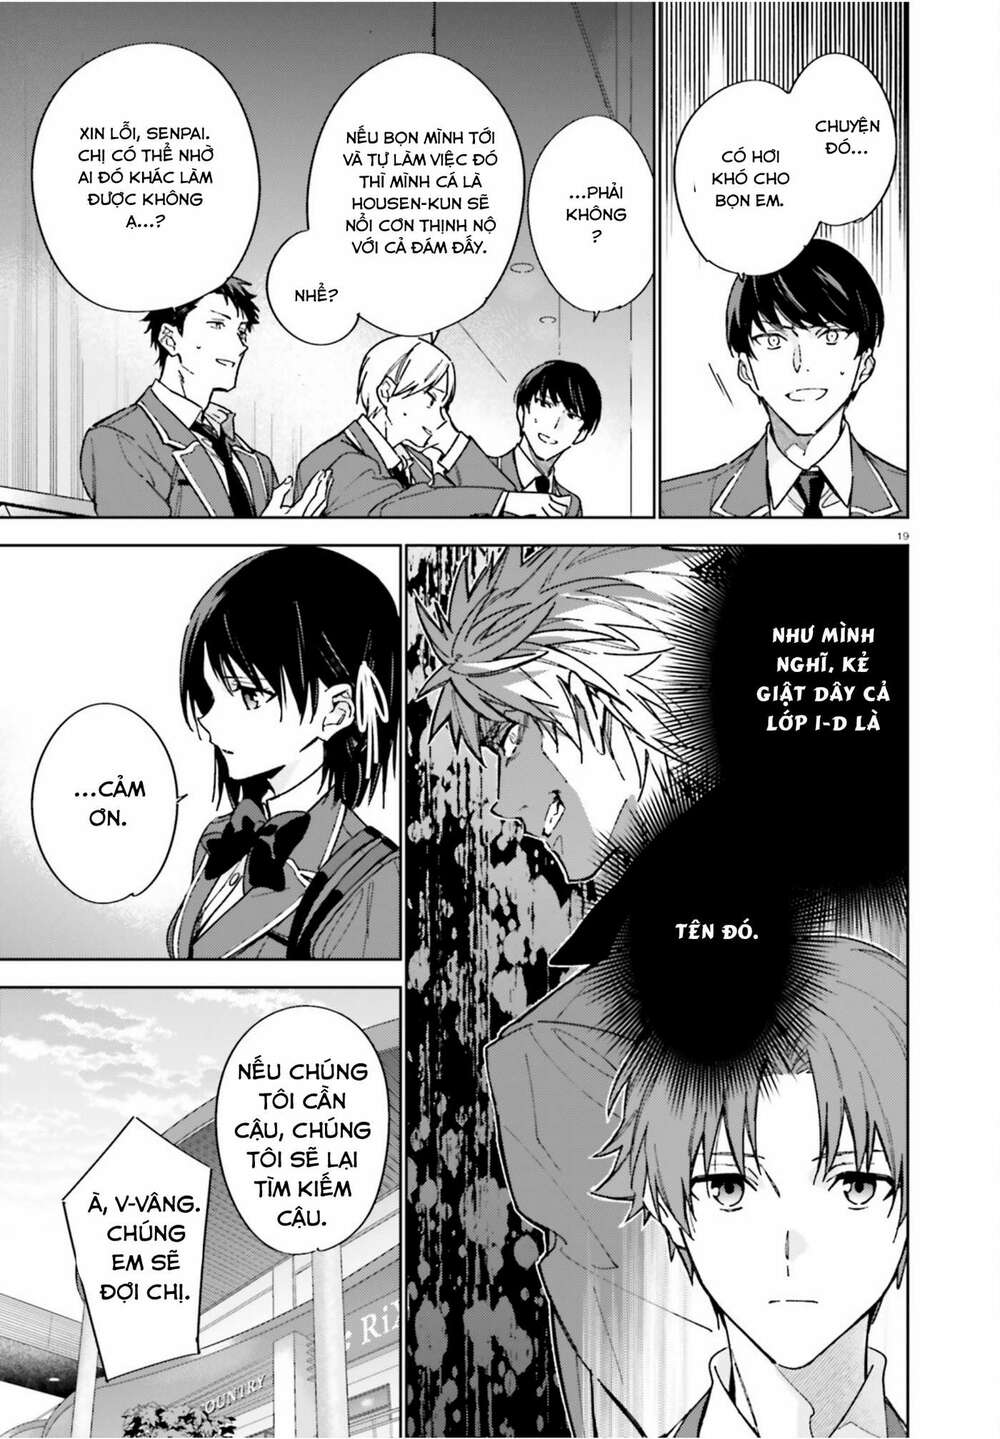 CHUYỆN
ĐÓ...
CÓ HƠI
KHÓ CHO
BỌN EM.
...PHẢI
KHÔNG
?
NẾU BỌN MÌNH TỚI
VÀ TỰ LÀM VIỆC ĐÓ
THÌ MÌNH CÁ LÀ
HOUSEN-KUN SẼ
NỔI CƠN THỊNH NỘ
VỚI CẢ ĐÁM ĐẤY.
NHỂ?
XIN LỖI, SENPAI.
CHỊ CÓ THỂ NHỜ
AI ĐÓ KHÁC LÀM
ĐƯỢC KHÔNG
Ạ...?
19
NHƯ MÌNH
NGHĨ, KẺ
GIẬT DÂY CẢ
LỚP 1-D LÀ
TÊN ĐÓ.
...CẢM
ƠN.
NẾU CHÚNG
TÔI CẦN
CẬU, CHÚNG
TÔI SẼ LẠI
TÌM KIẾM
CẬU.
À, V-VÂNG.
CHÚNG
EM SẼ
ĐỢI CHỊ.
OUNTRY